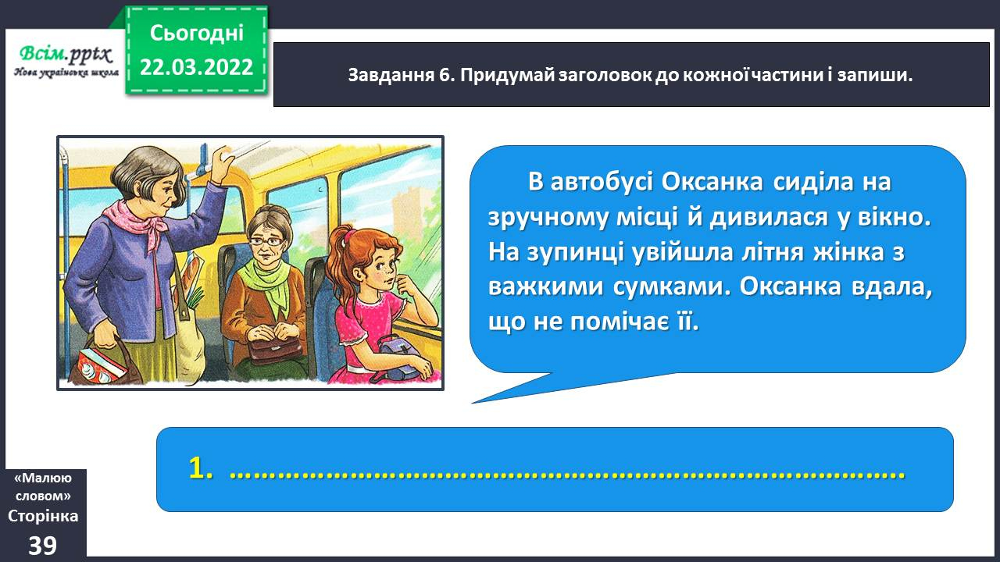 Сьогодні
22.03.2022
Всім.pptx
Нова українська школа
Завдання 6. Придумай заголовок до кожної частини і запиши.
В автобусі Оксанка сиділа на
зручному місці й дивилася у вікно.
На зупинці увійшла літня жінка з
важкими сумками. Оксанка вдала,
що не помічає її.
1. ………………………………………………………..………………..
«Малюю
словом»
Сторінка
39